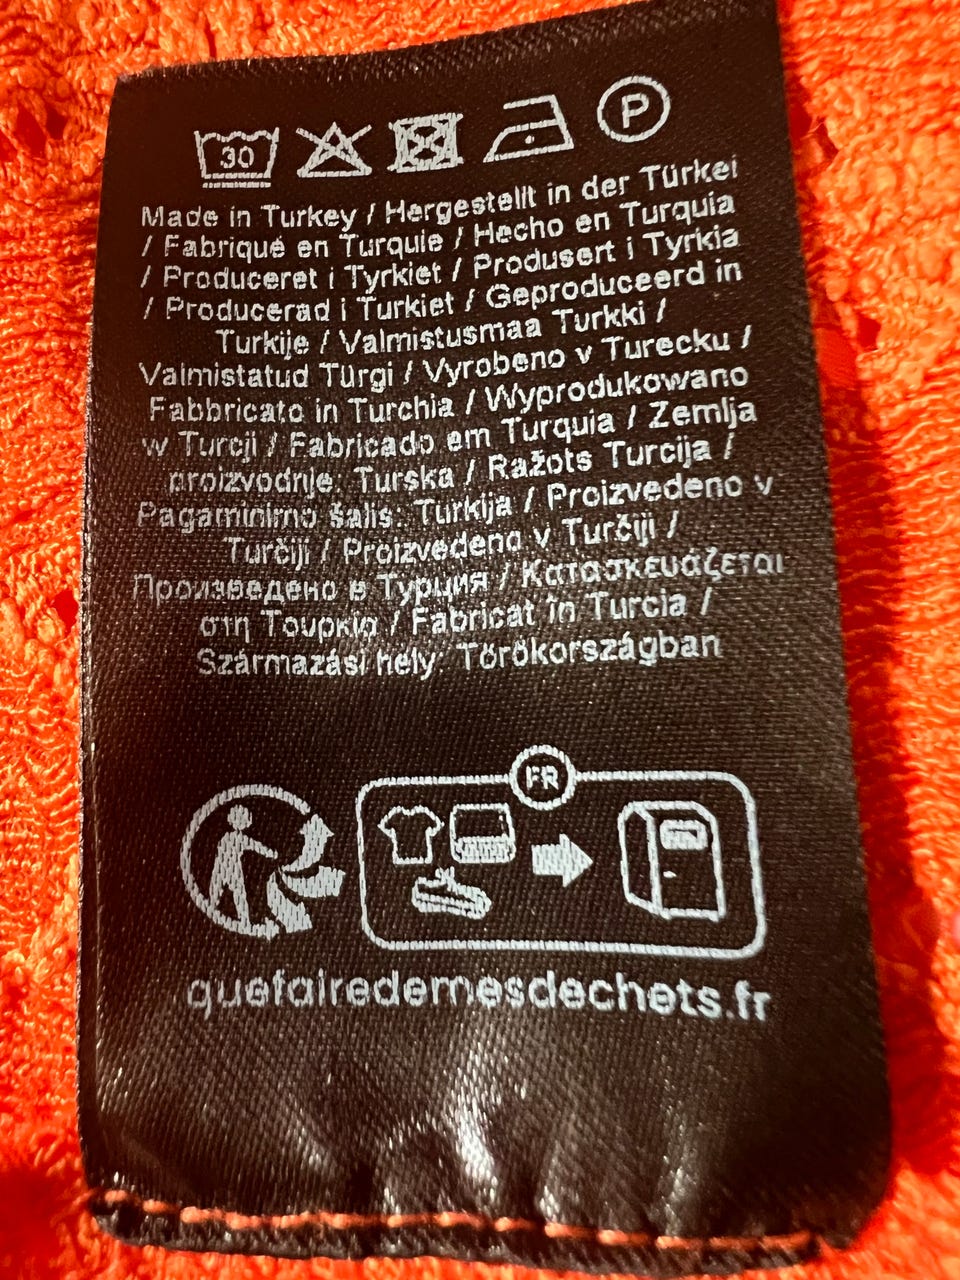 30 P
Made in Turkey / Hergestellt in der Türkei
/ Fabriqué en Turquie / Hecho en Turquia
/ Produceret i Tyrkiet / Produsert i Tyrkia
/ Producerad i Turkiet / Geproduceerd in
Turkije / Valmistusmaa Turkki /
Valmistatud Türgi / Vyrobeno v Turecku /
Fabbricato in Turchia / Wyprodukowano
w Turcji / Fabricado em Turquia / Zemlja
proizvodnje: Turska / Ražots Turcija /
Pagaminimo šalis: Turkija / Proizvedeno v
Turčiji / Proizvedeno v Turčiji /
Произведено в Турция / Κατασκευάζεται
στη Τουρκια / Fabricat în Turcia /
Származási hely: Törökországban
FR
quefairedemesdechets.fr